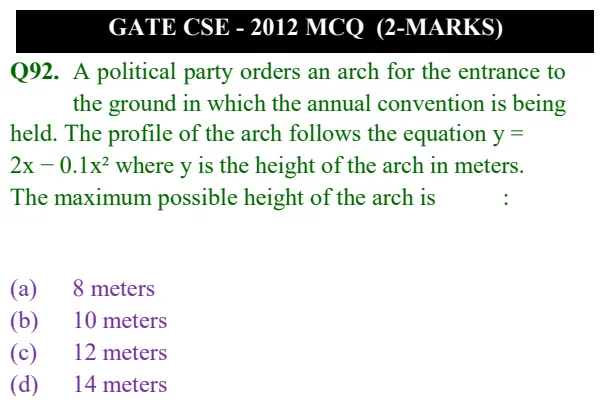 GATE CSE - 2012 MCQ (2-MARKS)
Q92. A political party orders an arch for the entrance to
the ground in which the annual convention is being
held. The profile of the arch follows the equation y =
2x − 0.1x² where y is the height of the arch in meters.
The maximum possible height of the arch is :
(a) 8 meters
(b) 10 meters
(c) 12 meters
(d) 14 meters